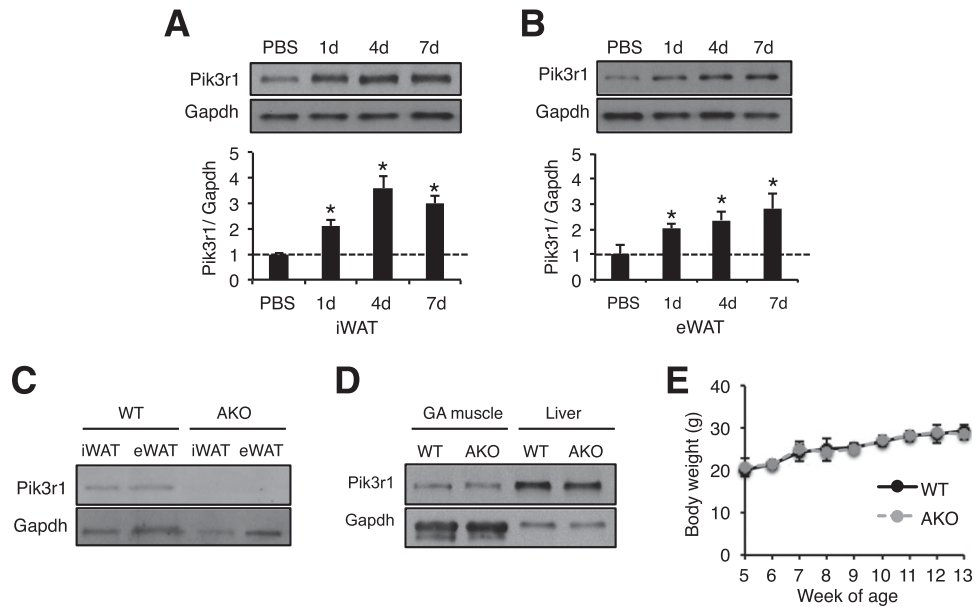 A
PBS 1d 4d 7d
Pik3r1
Gapdh
Pik3r1/ Gapdh
5
4
3
2
1
0
* * *
PBS 1d 4d 7d
iWAT
B
PBS 1d 4d 7d
Pik3r1
Gapdh
Pik3r1/ Gapdh
5
4
3
2
1
0
* * *
PBS 1d 4d 7d
eWAT
C
WT AKO
iWAT eWAT iWAT eWAT
Pik3r1
Gapdh
D
GA muscle Liver
WT AKO WT AKO
Pik3r1
Gapdh
E
Body weight (g)
40
30
20
10
0
WT
AKO
5 6 7 8 9 10 11 12 13
Week of age